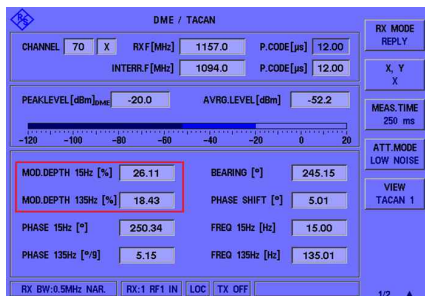 DME / TACAN
CHANNEL 70 X RXF[MHz] 1157.0 P.CODE[µs] 12.00
INTERR.F[MHz] 1094.0 P.CODE[µs] 12.00
PEAKLEVEL[dBm]DME -20.0 AVRG.LEVEL[dBm] -52.2
-120 -100 -80 -60 -40 -20 0 20
MOD.DEPTH 15Hz [%] 26.11 BEARING [°] 245.15
MOD.DEPTH 135Hz [%] 18.43 PHASE SHIFT [°] 5.01
PHASE 15Hz [°] 250.34 FREQ 15Hz [Hz] 15.00
PHASE 135Hz [°/9] 5.15 FREQ 135Hz [Hz] 135.01
RX BW:0.5MHz NAR. RX:1 RF1 IN LOC TX OFF
RX MODE
REPLY
X, Y
X
MEAS.TIME
250 ms
ATT.MODE
LOW NOISE
VIEW
TACAN 1
1/2